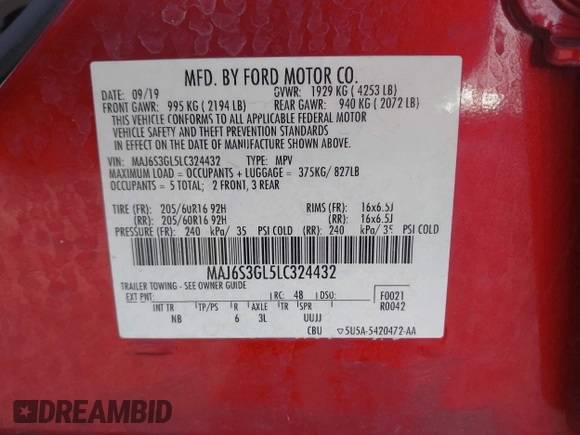 MFD. BY FORD MOTOR CO.
DATE: 09/19 GVWR: 1929 KG ( 4253 LB)
FRONT GAWR: 995 KG ( 2194 LB) REAR GAWR: 940 KG ( 2072 LB)
THIS VEHICLE CONFORMS TO ALL APPLICABLE FEDERAL MOTOR
VEHICLE SAFETY AND THEFT PREVENTION STANDARDS
IN EFFECT ON THE DATE OF MANUFACTURE SHOWN ABOVE.
VIN: MAJ6S3GL5LC324432 TYPE: MPV
MAXIMUM LOAD = OCCUPANTS + LUGGAGE = 375KG/ 827LB
OCCUPANTS = 5 TOTAL; 2 FRONT, 3 REAR
TIRE (FR): 205/60R16 92H RIMS (FR): 16x6.5J
(RR): 205/60R16 92H (RR): 16x6.5J
PRESSURE (FR): 240 kPa/ 35 PSI COLD (RR): 240 kPa/ 35 PSI COLD
MAJ6S3GL5LC324432
TRAILER TOWING - SEE OWNER GUIDE
EXT PNT: RC: 48 DSO: F0021
INT TR TP/PS R AXLE TR SPR R0042
NB 6 3L UUJJ
CBU ▽5U5A-5420472-AA
DREAMBID